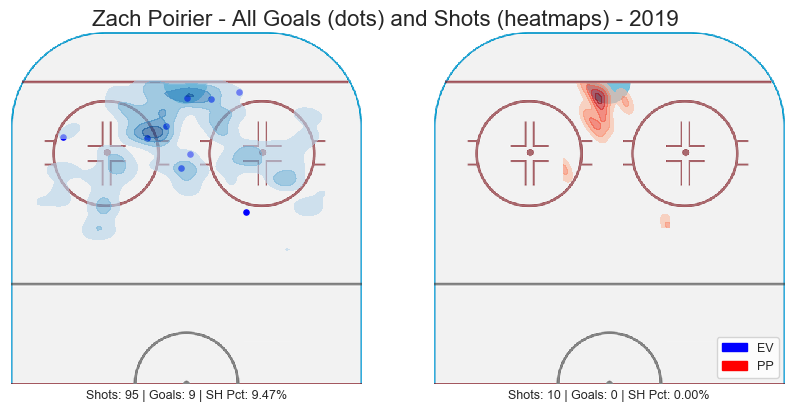 Zach Poirier - All Goals (dots) and Shots (heatmaps) - 2019
EV
PP
Shots: 95 | Goals: 9 | SH Pct: 9.47%
Shots: 10 | Goals: 0 | SH Pct: 0.00%